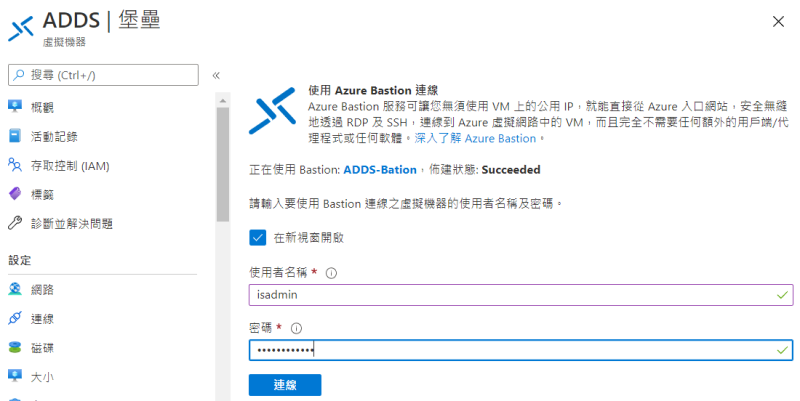 ADDS | 堡壘
虛擬機器
搜尋 (Ctrl+/)
«
概觀
活動記錄
存取控制 (IAM)
標籤
診斷並解決問題
設定
網路
連線
磁碟
大小
使用 Azure Bastion 連線
Azure Bastion 服務可讓您無須使用 VM 上的公用 IP，就能直接從 Azure 入口網站，安全無縫
地透過 RDP 及 SSH，連線到 Azure 虛擬網路中的 VM，而且完全不需要任何額外的用戶端/代
理程式或任何軟體。深入了解 Azure Bastion。
正在使用 Bastion: ADDS-Bation，佈建狀態: Succeeded
請輸入要使用 Bastion 連線之虛擬機器的使用者名稱及密碼。
在新視窗開啟
使用者名稱 *
isadmin
密碼 *
••••••••••••
連線